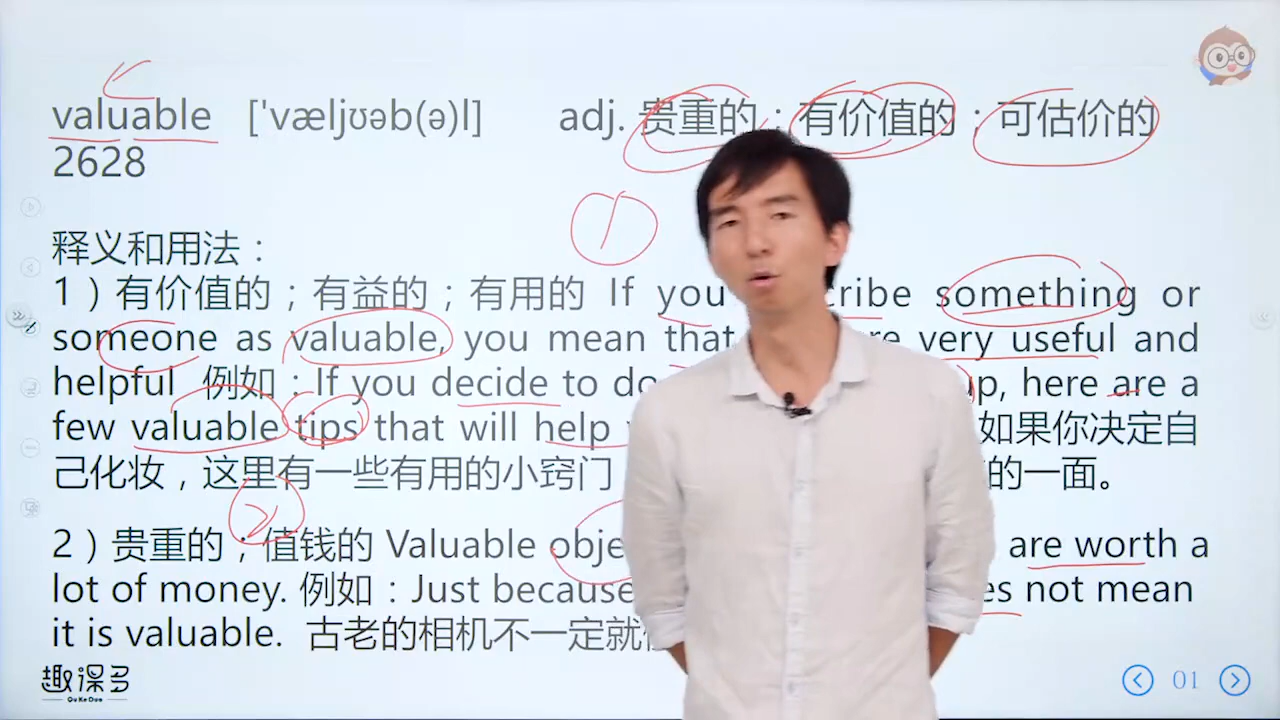 valuable ['væljʊəb(ə)l] adj. 贵重的；有价值的；可估价的
2628
1
释义和用法：
1）有价值的；有益的；有用的 If you cribe something or
someone as valuable, you mean that very useful and
helpful 例如：If you decide to do here are a
few valuable tips that will help 如果你决定自
己化妆，这里有一些有用的小窍门 的一面。
2
2）贵重的；值钱的 Valuable are worth a
lot of money. 例如：Just because not mean
it is valuable. 古老的相机不一定就
趣课多
QuKeDuo
01